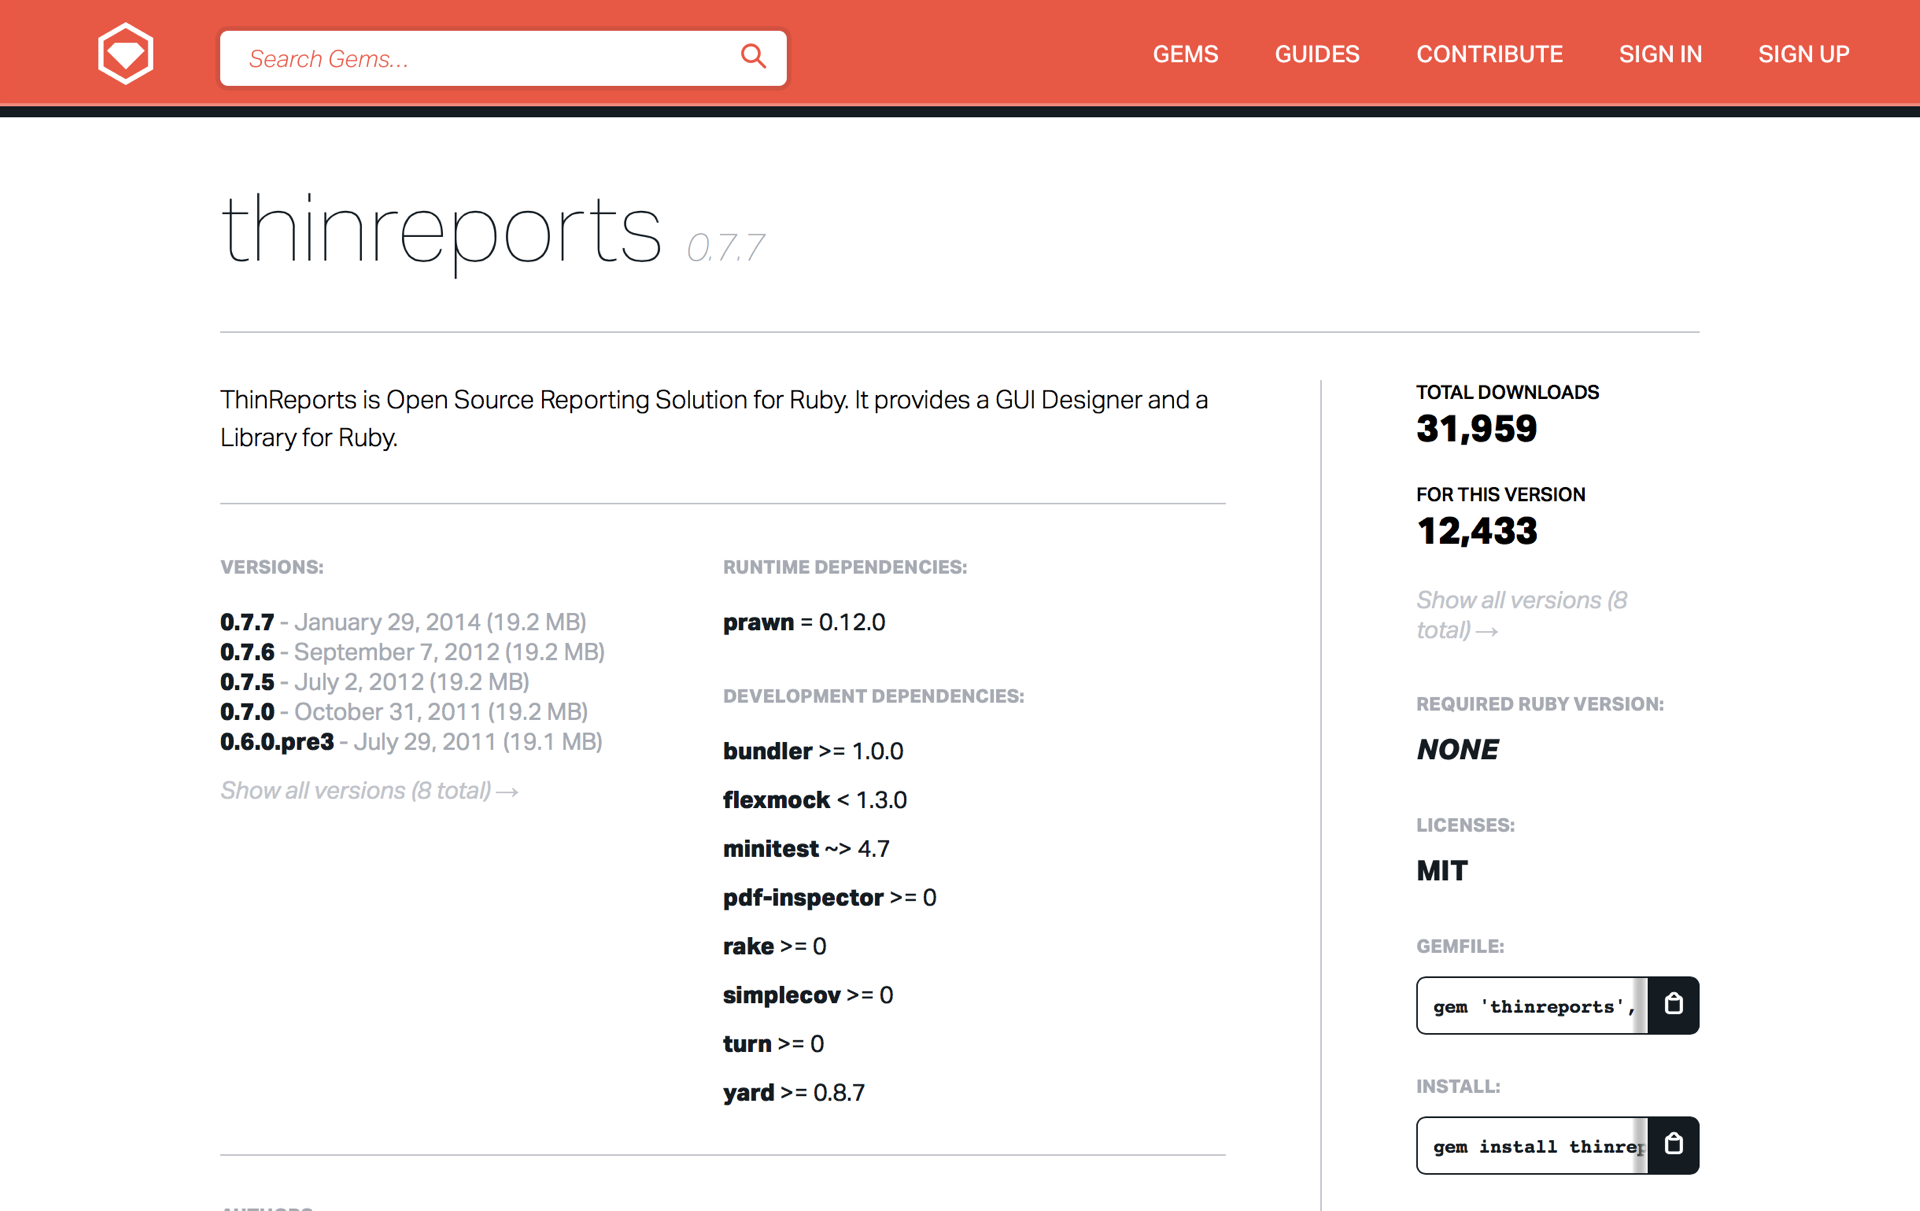 Search Gems...
GEMS
GUIDES
CONTRIBUTE
SIGN IN
SIGN UP
thinreports 0.7.7
ThinReports is Open Source Reporting Solution for Ruby. It provides a GUI Designer and a
Library for Ruby.
VERSIONS:
0.7.7 - January 29, 2014 (19.2 MB)
0.7.6 - September 7, 2012 (19.2 MB)
0.7.5 - July 2, 2012 (19.2 MB)
0.7.0 - October 31, 2011 (19.2 MB)
0.6.0.pre3 - July 29, 2011 (19.1 MB)
Show all versions (8 total) →
RUNTIME DEPENDENCIES:
prawn = 0.12.0
DEVELOPMENT DEPENDENCIES:
bundler >= 1.0.0
flexmock < 1.3.0
minitest ~> 4.7
pdf-inspector >= 0
rake >= 0
simplecov >= 0
turn >= 0
yard >= 0.8.7
TOTAL DOWNLOADS
31,959
FOR THIS VERSION
12,433
Show all versions (8
total) →
REQUIRED RUBY VERSION:
NONE
LICENSES:
MIT
GEMFILE:
gem 'thinreports',
INSTALL:
gem install thinrep